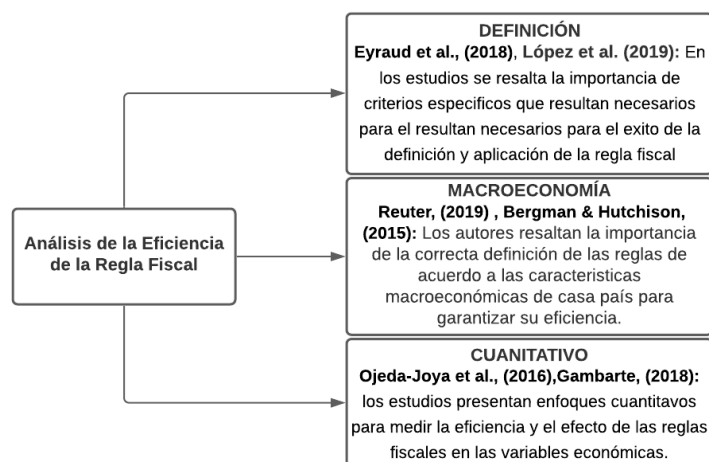 DEFINICIÓN
Eyraud et al., (2018), López et al. (2019): En
los estudios se resalta la importancia de
criterios especificos que resultan necesarios
para el resultan necesarios para el exito de la
definición y aplicación de la regla fiscal
Análisis de la Eficiencia
de la Regla Fiscal
MACROECONOMÍA
Reuter, (2019) , Bergman & Hutchison,
(2015): Los autores resaltan la importancia
de la correcta definición de las reglas de
acuerdo a las caracteristicas
macroeconómicas de casa país para
garantizar su eficiencia.
CUANITATIVO
Ojeda-Joya et al., (2016),Gambarte, (2018):
los estudios presentan enfoques cuantitavos
para medir la eficiencia y el efecto de las reglas
fiscales en las variables económicas.